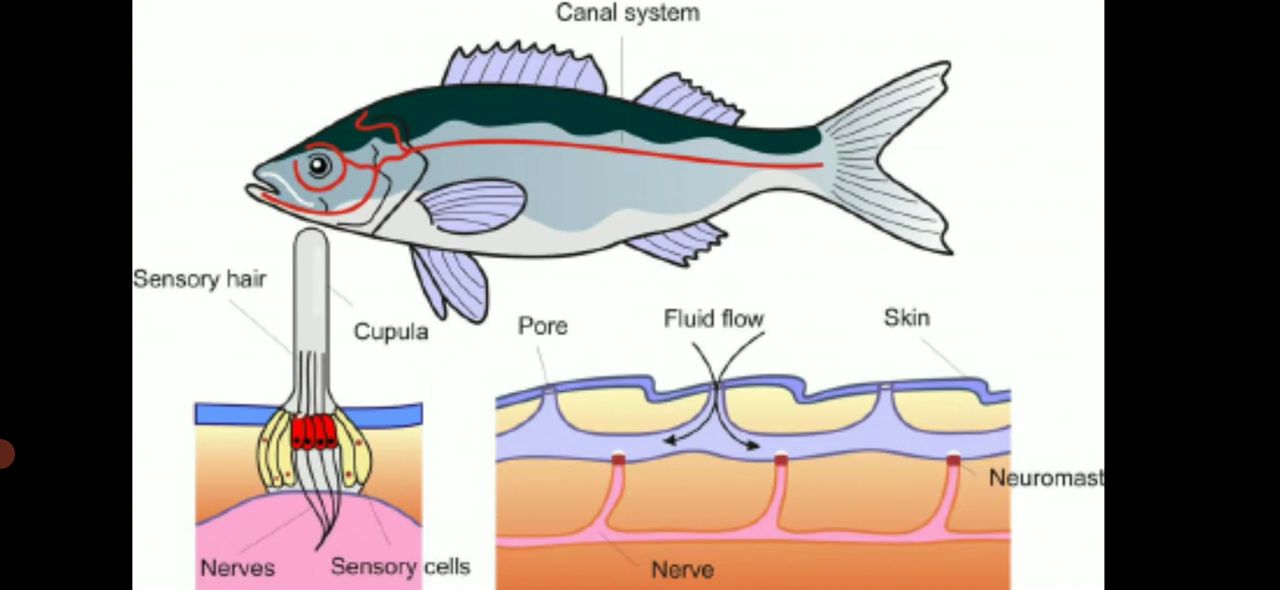 Canal system
Sensory hair
Cupula
Pore
Fluid flow
Skin
Neuromast
Nerves
Sensory cells
Nerve